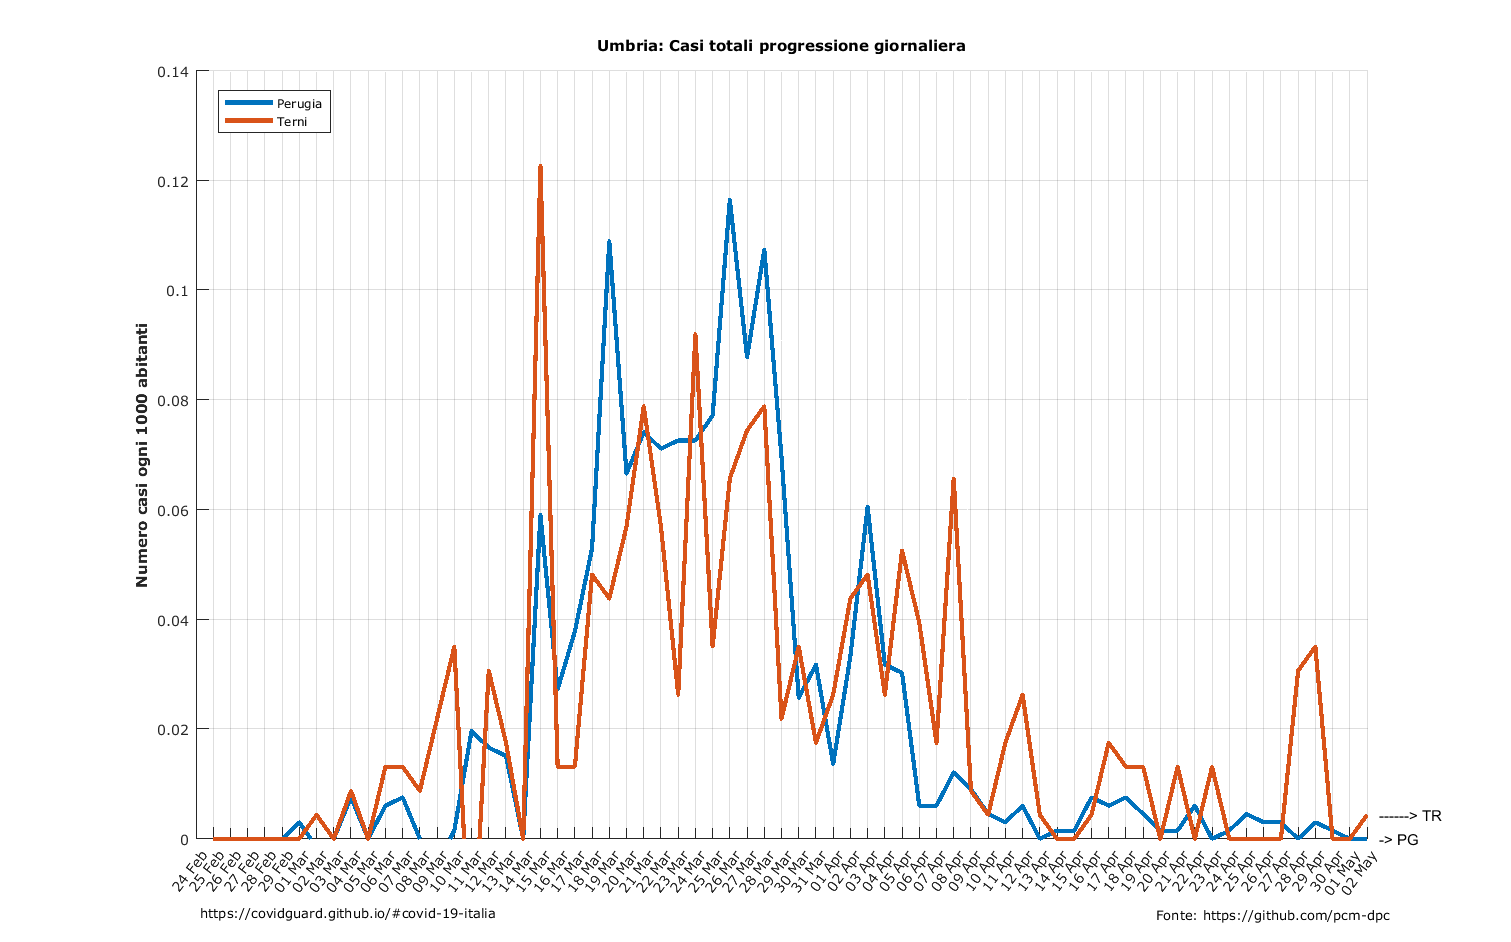 Umbria: Casi totali progressione giornaliera
0.14
0.12
0.1
0.08
0.06
0.04
0.02
0
Numero casi ogni 1000 abitanti
Perugia
Terni
------> TR
-> PG
24 Feb
25 Feb
26 Feb
27 Feb
28 Feb
29 Feb
01 Mar
02 Mar
03 Mar
04 Mar
05 Mar
06 Mar
07 Mar
08 Mar
09 Mar
10 Mar
11 Mar
12 Mar
13 Mar
14 Mar
15 Mar
16 Mar
17 Mar
18 Mar
19 Mar
20 Mar
21 Mar
22 Mar
23 Mar
24 Mar
25 Mar
26 Mar
27 Mar
28 Mar
29 Mar
30 Mar
31 Mar
01 Apr
02 Apr
03 Apr
04 Apr
05 Apr
06 Apr
07 Apr
08 Apr
09 Apr
10 Apr
11 Apr
12 Apr
13 Apr
14 Apr
15 Apr
16 Apr
17 Apr
18 Apr
19 Apr
20 Apr
21 Apr
22 Apr
23 Apr
24 Apr
25 Apr
26 Apr
27 Apr
28 Apr
29 Apr
30 Apr
01 May
02 May
https://covidguard.github.io/#covid-19-italia
Fonte: https://github.com/pcm-dpc